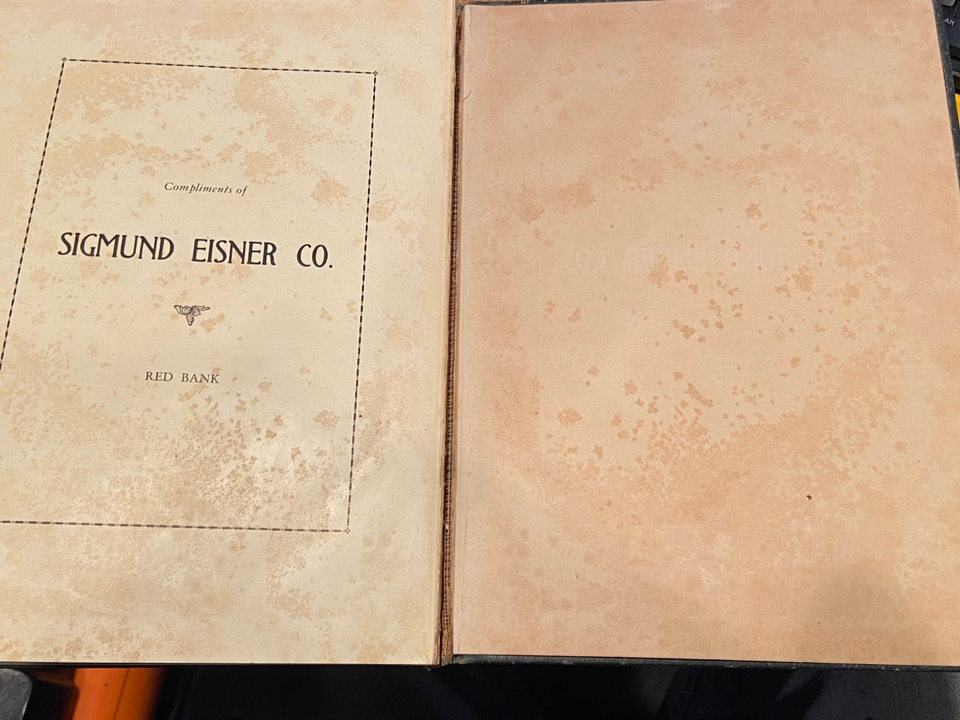 Compliments of
SIGMUND EISNER CO.
RED BANK